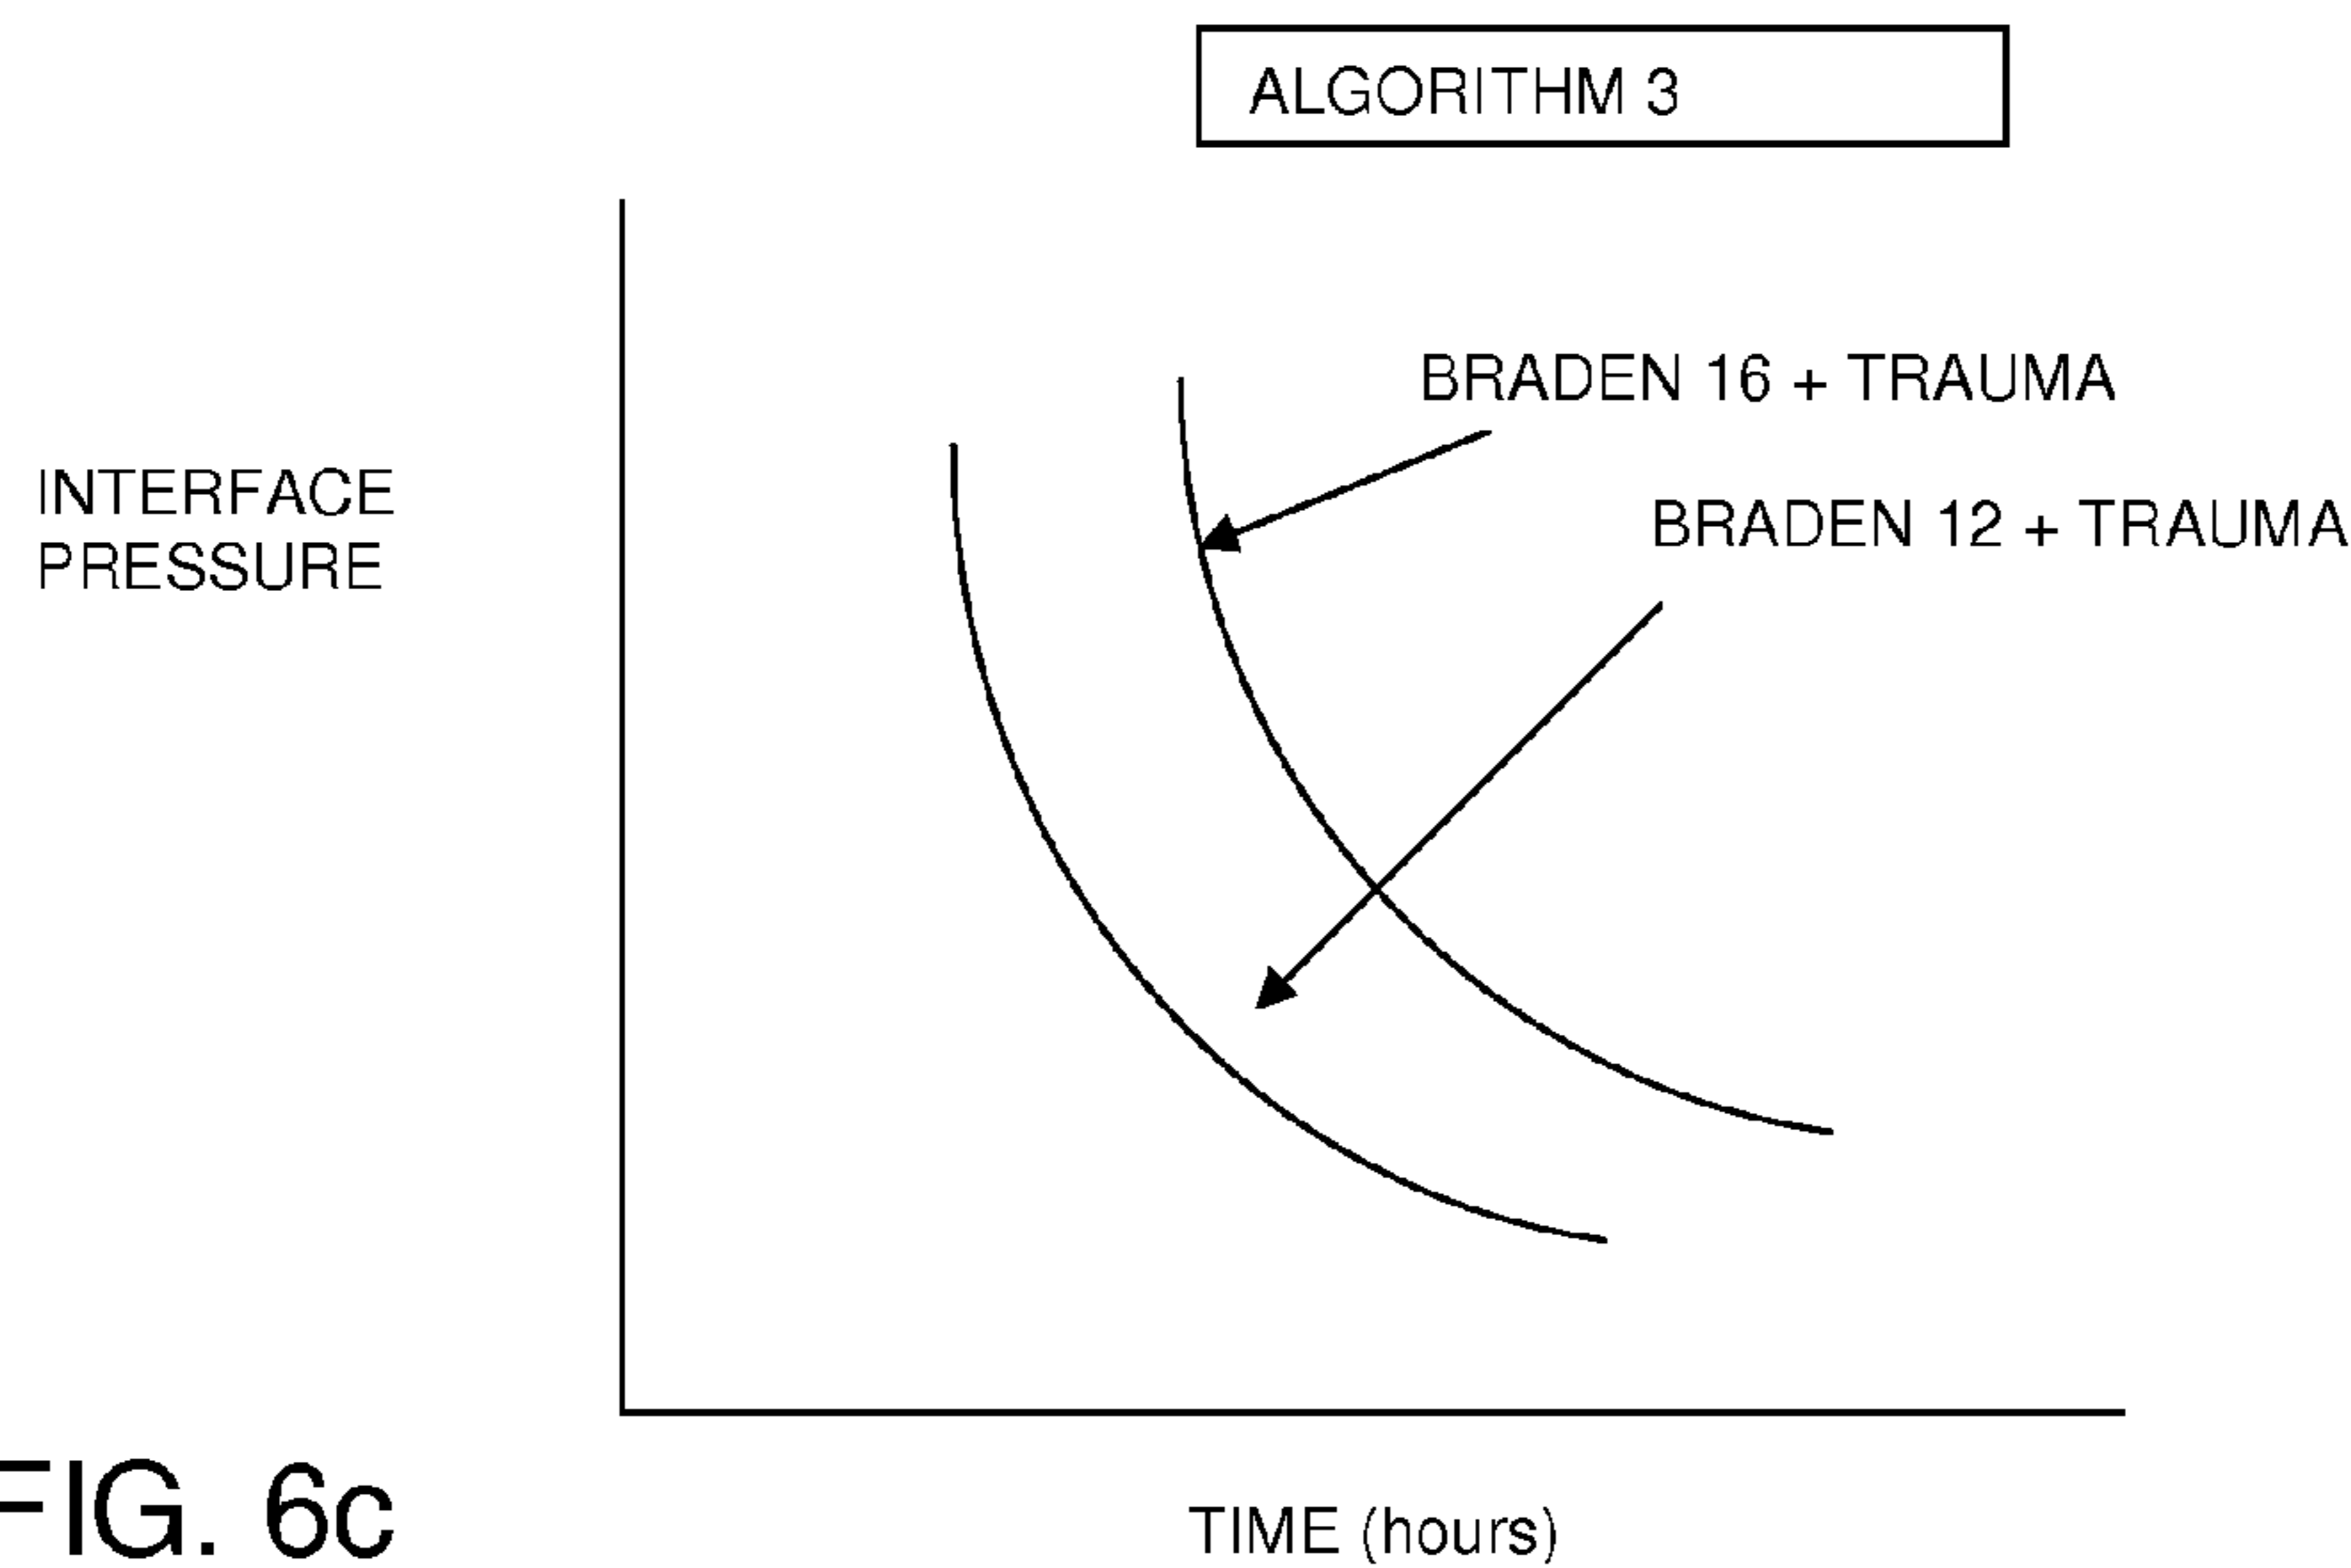 ALGORITHM 3
BRADEN 16 + TRAUMA
INTERFACE
PRESSURE
BRADEN 12 + TRAUMA
FIG. 6c
TIME (hours)